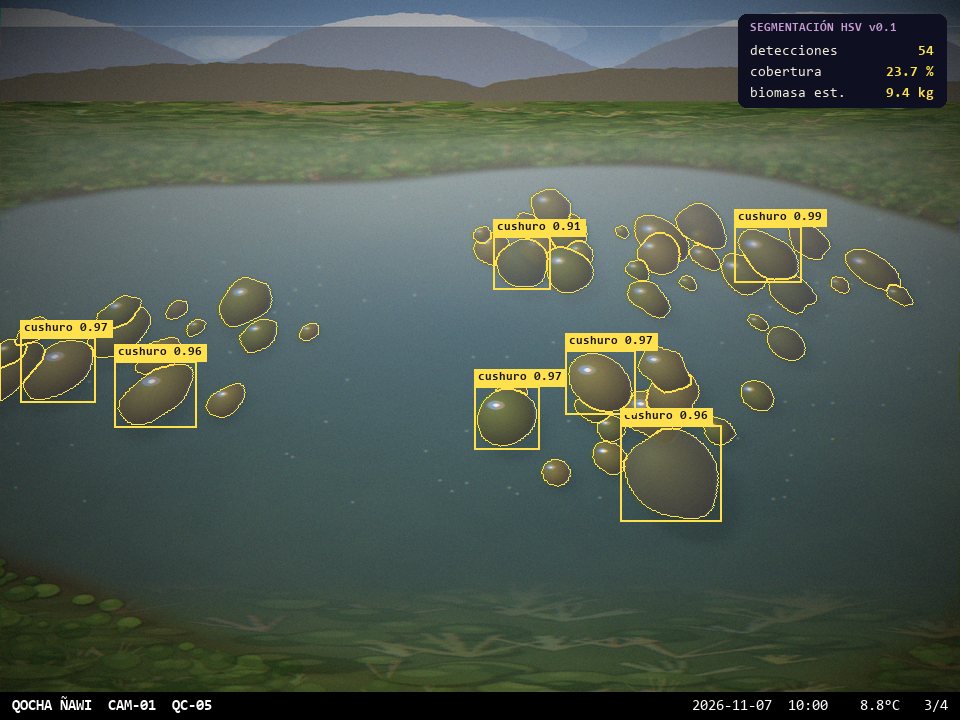 SEGMENTACIÓN HSV v0.1
detecciones 54
cobertura 23.7 %
biomasa est. 9.4 kg
cushuro 0.99
cushuro 0.91
cushuro 0.97
cushuro 0.97
cushuro 0.96
cushuro 0.97
cushuro 0.96
QOCHA ÑAWI CAM-01 QC-05 2026-11-07 10:00 8.8°C 3/4